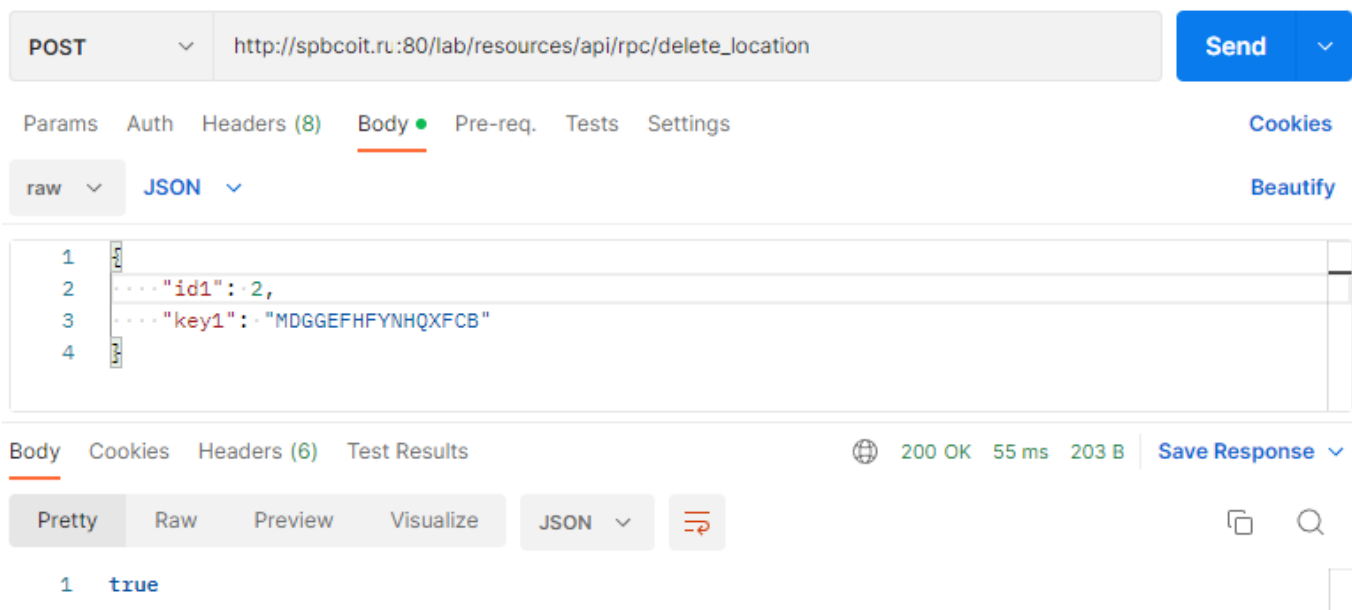 POST http://spbcoit.ru:80/lab/resources/api/rpc/delete_location Send
Params Auth Headers (8) Body Pre-req. Tests Settings Cookies
raw JSON Beautify
1 {
2 "id1": 2,
3 "key1": "MDGGEFHFYNHQXFCB"
4 }
Body Cookies Headers (6) Test Results 200 OK 55 ms 203 B Save Response
Pretty Raw Preview Visualize JSON
1 true